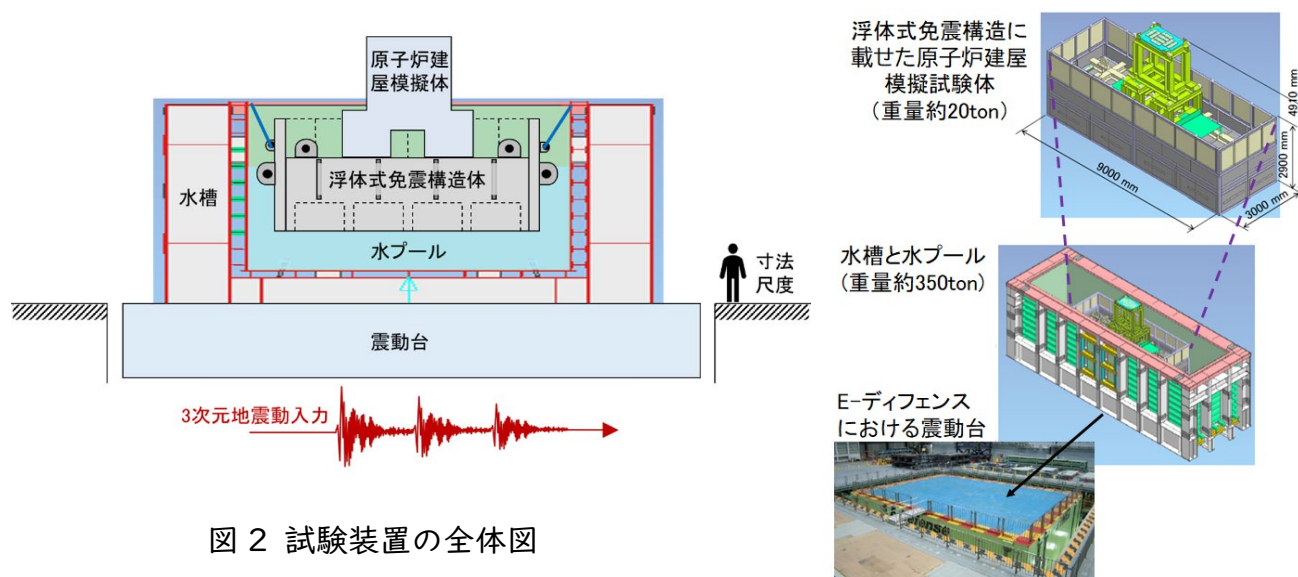 原子炉建
屋模擬体
浮体式免震構造体
水槽
水プール
寸法
尺度
震動台
3次元地震動入力
図 2 試験装置の全体図
浮体式免震構造に
載せた原子炉建屋
模擬試験体
(重量約20ton)
4910 mm
2900 mm
9000 mm
3000 mm
水槽と水プール
(重量約350ton)
E-ディフェンス
における震動台
efense